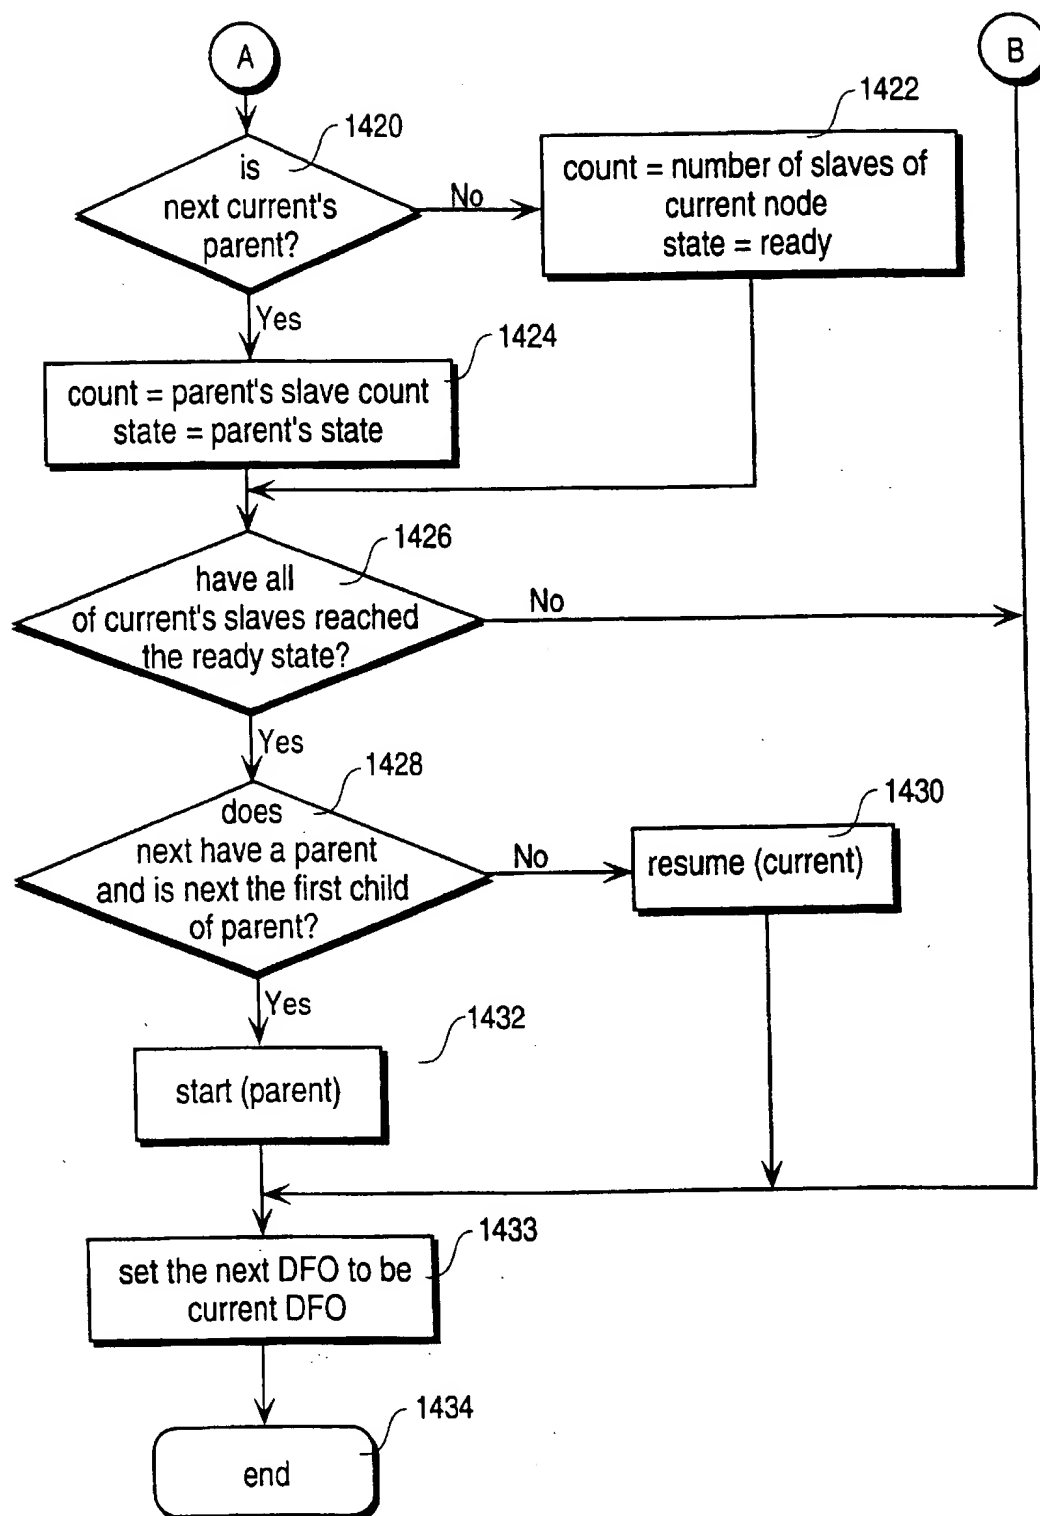 A
B
1420
is
next current's
parent?
No
1422
count = number of slaves of
current node
state = ready
Yes
1424
count = parent's slave count
state = parent's state
1426
have all
of current's slaves reached
the ready state?
No
Yes
1428
does
next have a parent
and is next the first child
of parent?
No
1430
resume (current)
Yes
1432
start (parent)
1433
set the next DFO to be
current DFO
1434
end